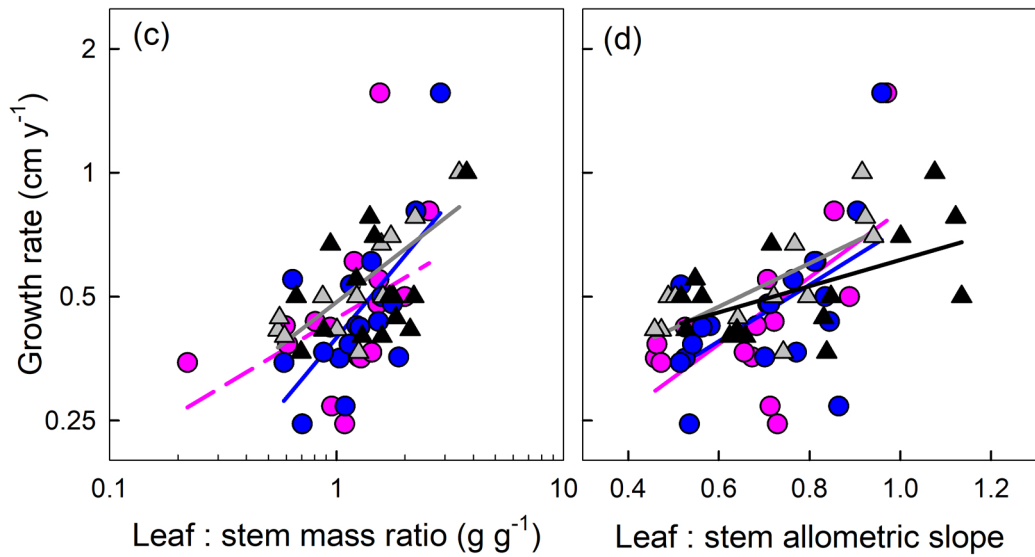 (c)
(d)
Growth rate (cm y⁻¹)
2
1
0.5
0.25
0.1 1 10
0.4 0.6 0.8 1.0 1.2
Leaf : stem mass ratio (g g⁻¹)
Leaf : stem allometric slope